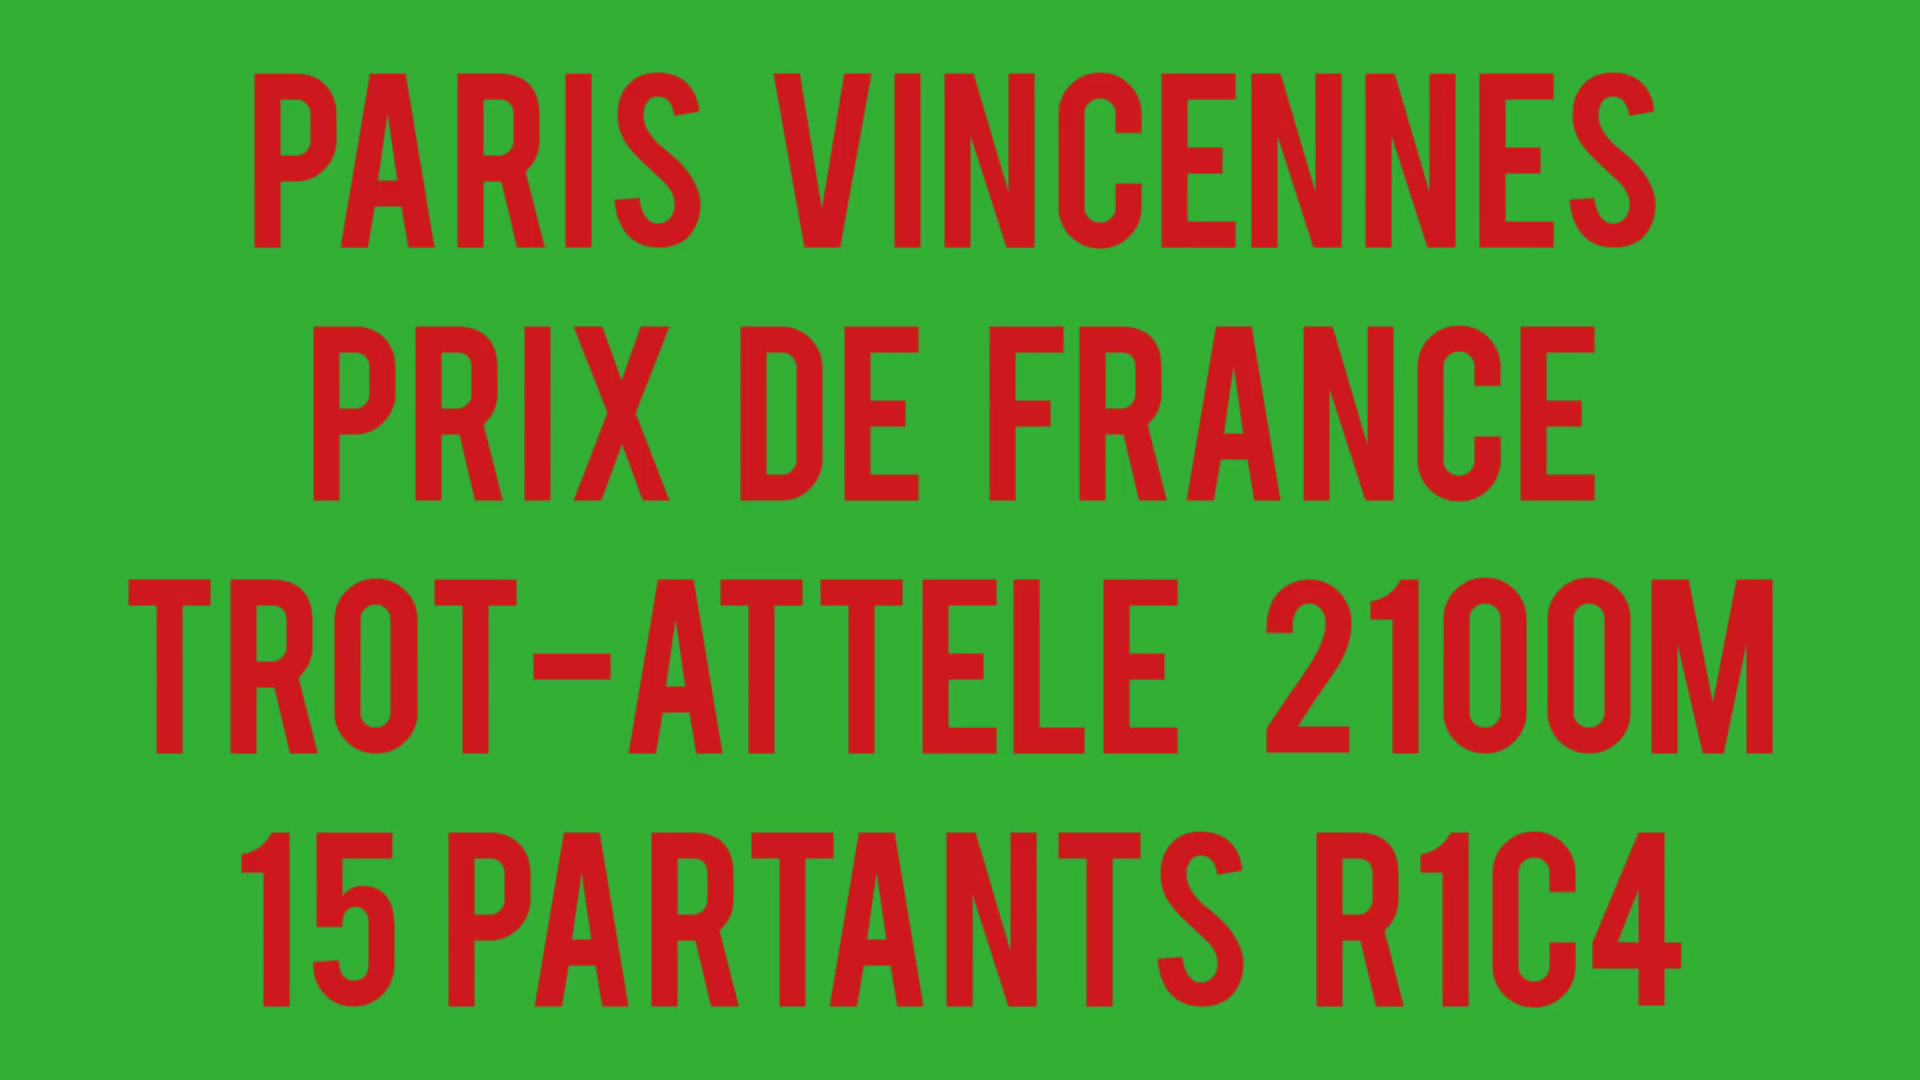 PARIS VINCENNES
PRIX DE FRANCE
TROT-ATTELE 2100M
15 PARTANTS R1C4